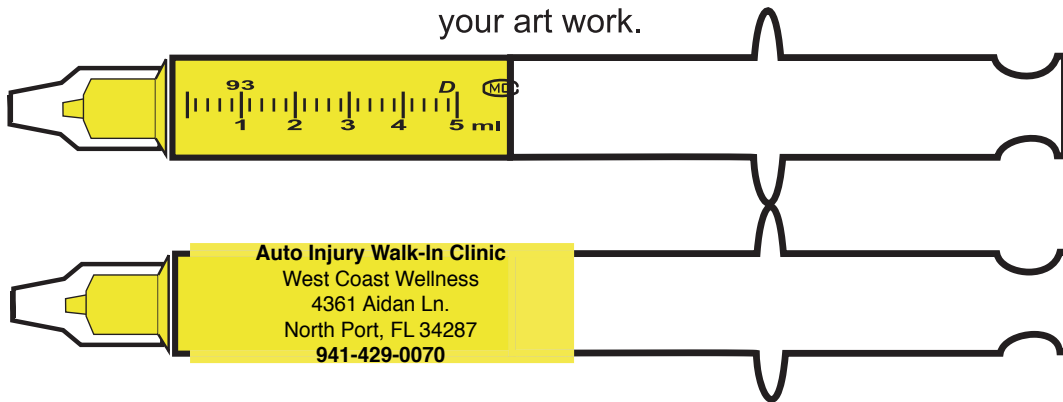 your art work.
93 D MD
1 2 3 4 5 ml
Auto Injury Walk-In Clinic
West Coast Wellness
4361 Aidan Ln.
North Port, FL 34287
941-429-0070